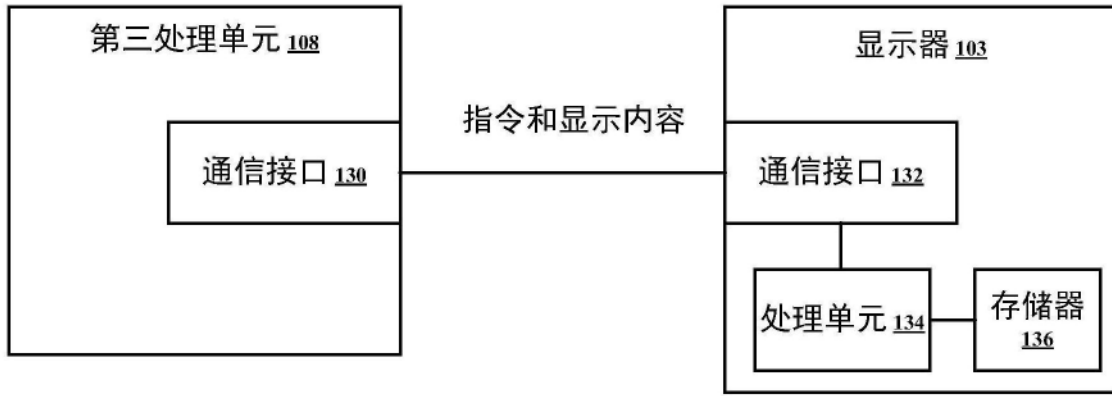 第三处理单元 108
显示器 103
指令和显示内容
通信接口 130
通信接口 132
处理单元 134
存储器
136